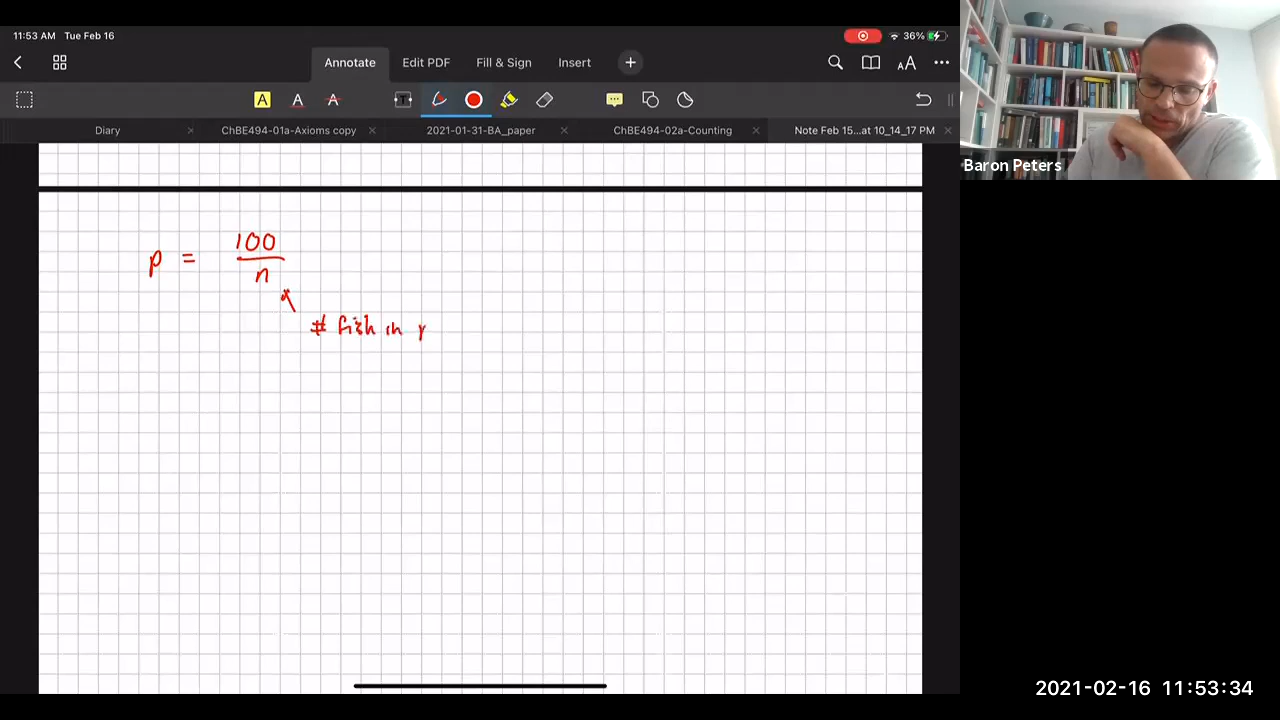 11:53 AM Tue Feb 16
36%
Annotate Edit PDF Fill & Sign Insert
AA
A A A T
Diary × ChBE494-01a-Axioms copy × 2021-01-31-BA_paper × ChBE494-02a-Counting × Note Feb 15...at 10_14_17 PM ×
Baron Peters
p = 100
n
# fish in
2021-02-16 11:53:34